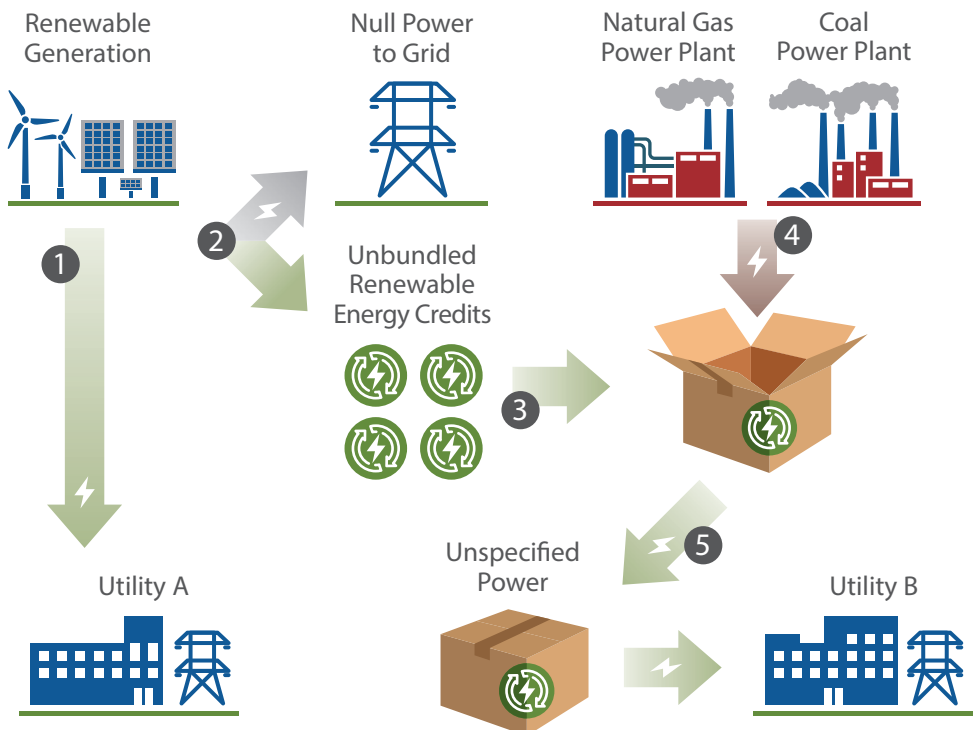 Renewable
Generation
Null Power
to Grid
Natural Gas
Power Plant
Coal
Power Plant
1
2
4
Unbundled
Renewable
Energy Credits
3
5
Unspecified
Power
Utility A
Utility B